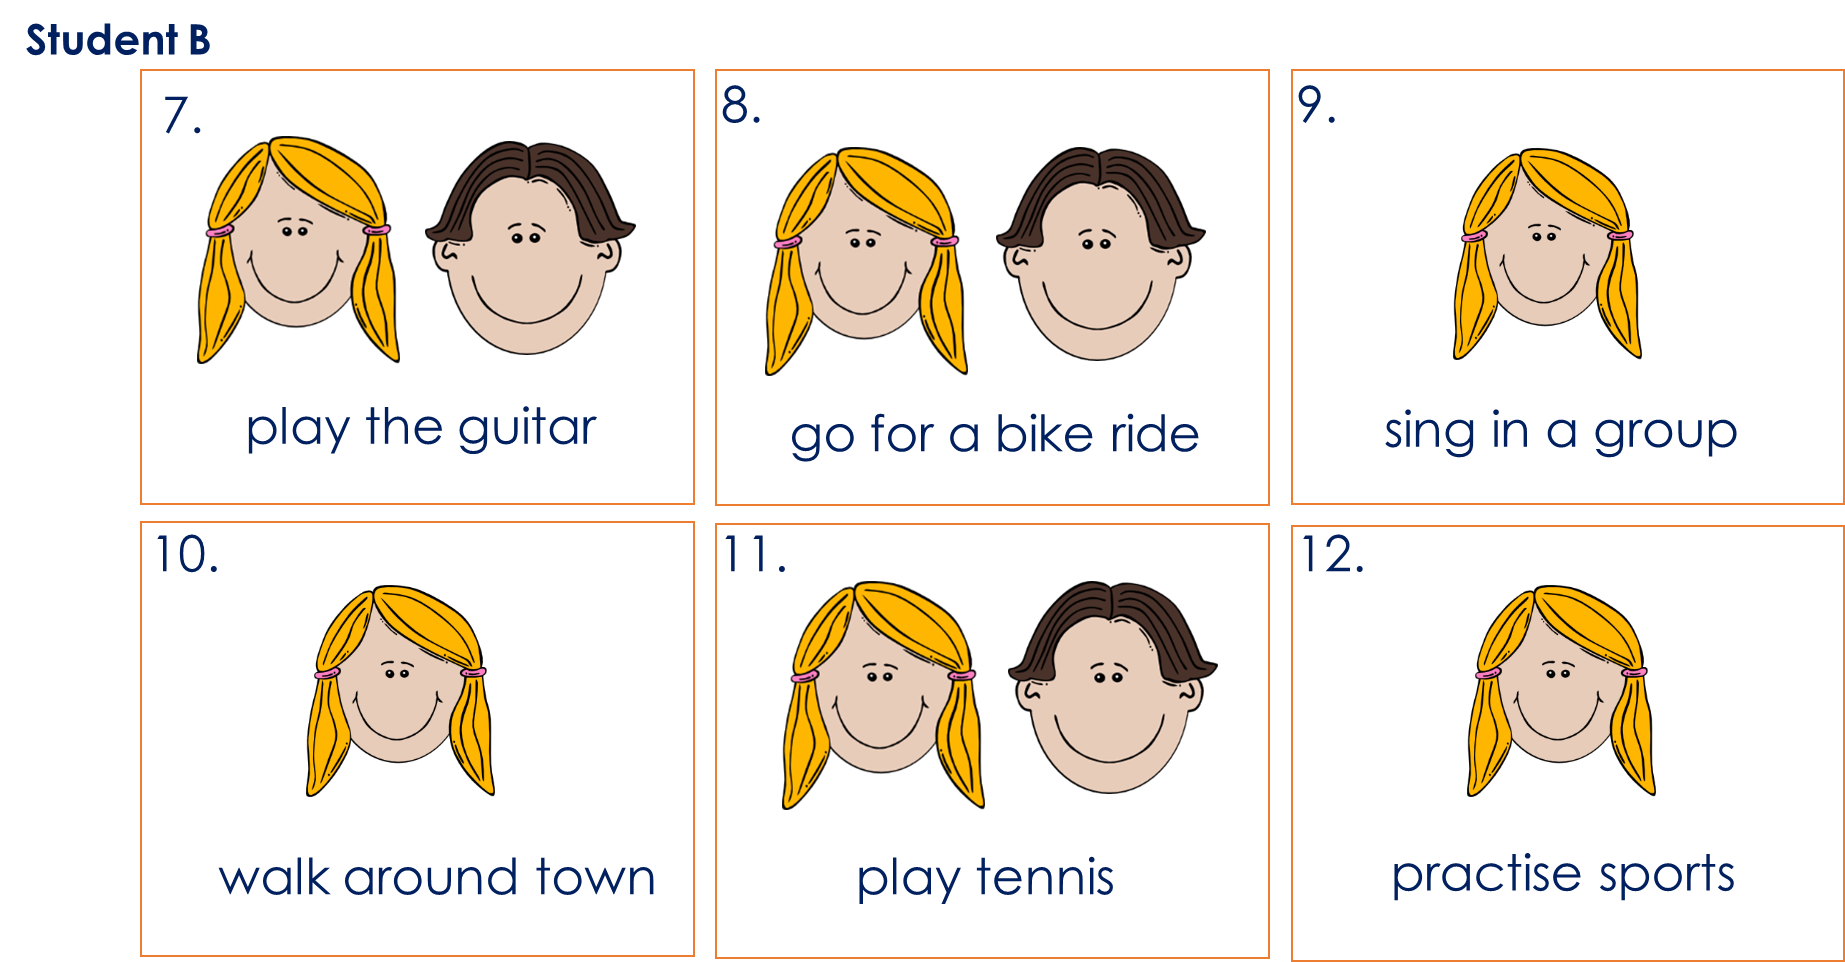 Student B
7.
play the guitar
8.
go for a bike ride
9.
sing in a group
10.
walk around town
11.
play tennis
12.
practise sports